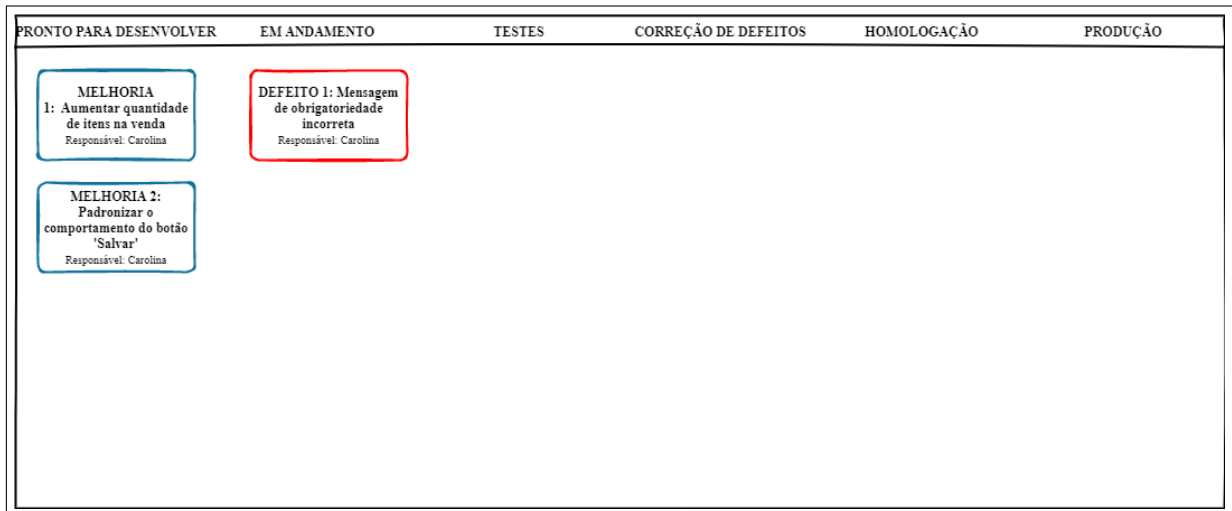 PRONTO PARA DESENVOLVER EM ANDAMENTO TESTES CORREÇÃO DE DEFEITOS HOMOLOGAÇÃO PRODUÇÃO
MELHORIA
1: Aumentar quantidade
de itens na venda
Responsável: Carolina
DEFEITO 1: Mensagem
de obrigatoriedade
incorreta
Responsável: Carolina
MELHORIA 2:
Padronizar o
comportamento do botão
'Salvar'
Responsável: Carolina